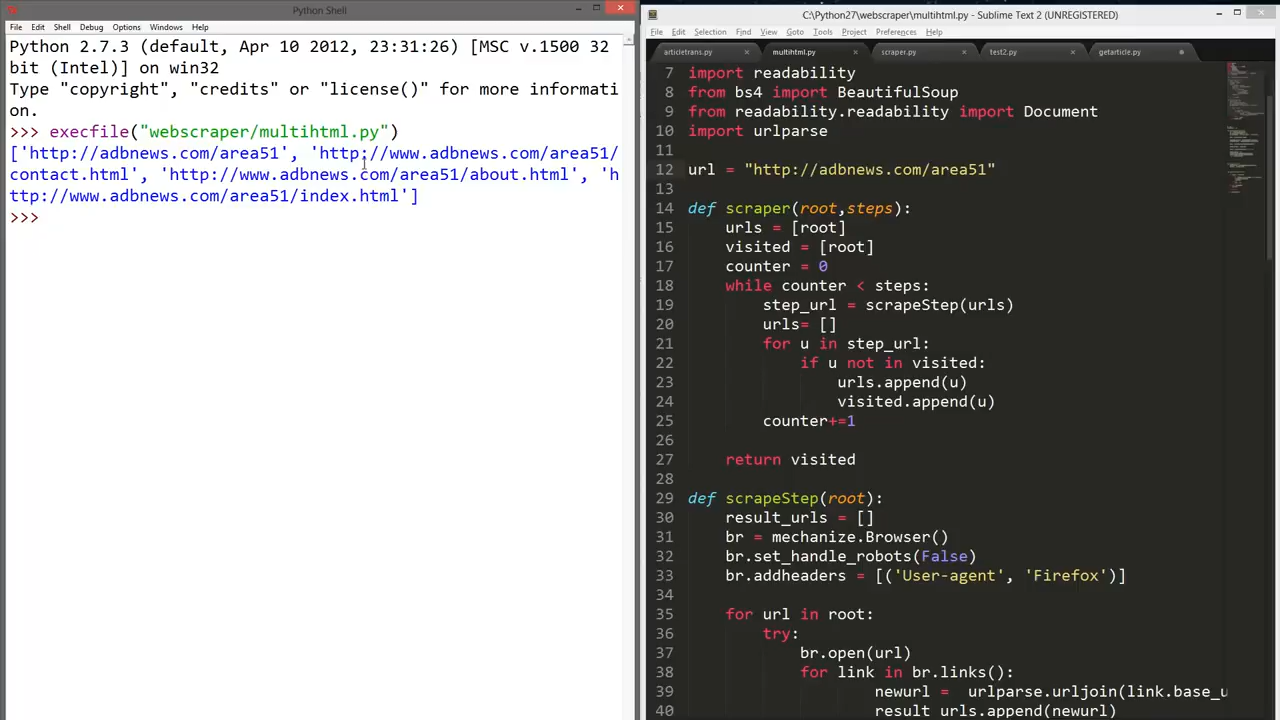 Python Shell
File Edit Shell Debug Options Windows Help
Python 2.7.3 (default, Apr 10 2012, 23:31:26) [MSC v.1500 32
bit (Intel)] on win32
Type "copyright", "credits" or "license()" for more informati
on.
>>> execfile("webscraper/multihtml.py")
['http://adbnews.com/area51', 'http://www.adbnews.com/area51/
contact.html', 'http://www.adbnews.com/area51/about.html', 'h
ttp://www.adbnews.com/area51/index.html']
>>>
C:\Python27\webscraper\multihtml.py - Sublime Text 2 (UNREGISTERED)
File Edit Selection Find View Goto Tools Project Preferences Help
articletrans.py multihtml.py scraper.py test2.py getarticle.py
7 import readability
8 from bs4 import BeautifulSoup
9 from readability.readability import Document
10 import urlparse
11
12 url = "http://adbnews.com/area51"
13
14 def scraper(root,steps):
15 urls = [root]
16 visited = [root]
17 counter = 0
18 while counter < steps:
19 step_url = scrapeStep(urls)
20 urls= []
21 for u in step_url:
22 if u not in visited:
23 urls.append(u)
24 visited.append(u)
25 counter+=1
26
27 return visited
28
29 def scrapeStep(root):
30 result_urls = []
31 br = mechanize.Browser()
32 br.set_handle_robots(False)
33 br.addheaders = [('User-agent', 'Firefox')]
34
35 for url in root:
36 try:
37 br.open(url)
38 for link in br.links():
39 newurl = urlparse.urljoin(link.base_u
40 result_urls.append(newurl)